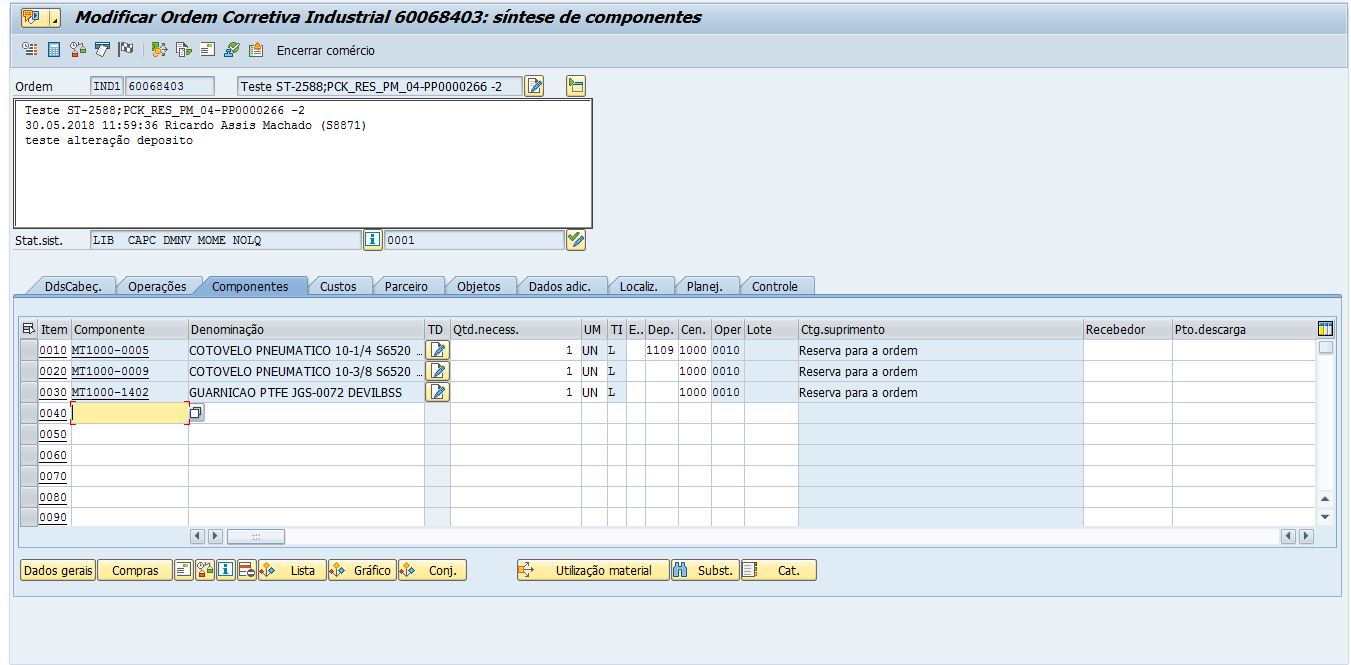 Modificar Ordem Corretiva Industrial 60068403: síntese de componentes
Encerrar comércio
Ordem IND1 60068403 Teste ST-2588;PCK_RES_PM_04-PP0000266 -2
Teste ST-2588;PCK_RES_PM_04-PP0000266 -2
30.05.2018 11:59:36 Ricardo Assis Machado (S8871)
teste alteração deposito
Stat.sist. LIB CAPC DMNV MOME NOLQ 0001
DdsCabeç. Operações Componentes Custos Parceiro Objetos Dados adic. Localiz. Planej. Controle
Item Componente Denominação TD Qtd.necess. UM TI E.. Dep. Cen. Oper Lote Ctg.suprimento Recebedor Pto.descarga
0010 MT1000-0005 COTOVELO PNEUMATICO 10-1/4 S6520 ... 1 UN L 1109 1000 0010 Reserva para a ordem
0020 MT1000-0009 COTOVELO PNEUMATICO 10-3/8 S6520 ... 1 UN L 1000 0010 Reserva para a ordem
0030 MT1000-1402 GUARNICAO PTFE JGS-0072 DEVILBSS 1 UN L 1000 0010 Reserva para a ordem
0040
0050
0060
0070
0080
0090
Dados gerais Compras Lista Gráfico Conj. Utilização material Subst. Cat.